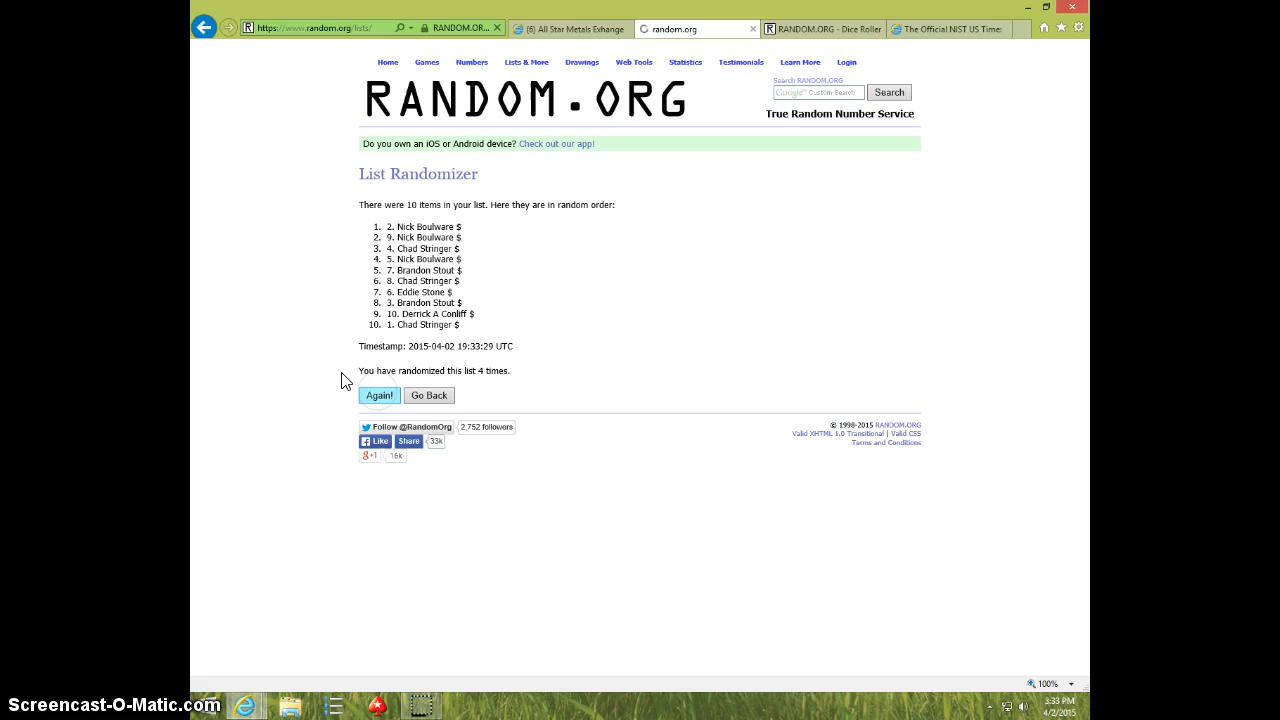 https://www.random.org/lists/
RANDOM.OR...
(6) All Star Metals Exhange
random.org
RANDOM.ORG - Dice Roller
The Official NIST US Time:
Home Games Numbers Lists & More Drawings Web Tools Statistics Testimonials Learn More Login
RANDOM.ORG
Search RANDOM.ORG
Google™ Custom Search
Search
True Random Number Service
Do you own an iOS or Android device? Check out our app!
List Randomizer
There were 10 items in your list. Here they are in random order:
1. 2. Nick Boulware $
2. 9. Nick Boulware $
3. 4. Chad Stringer $
4. 5. Nick Boulware $
5. 7. Brandon Stout $
6. 8. Chad Stringer $
7. 6. Eddie Stone $
8. 3. Brandon Stout $
9. 10. Derrick A Conliff $
10. 1. Chad Stringer $
Timestamp: 2015-04-02 19:33:29 UTC
You have randomized this list 4 times.
Again! Go Back
Follow @RandomOrg 2,752 followers
Like Share 33k
g+1 16k
© 1998-2015 RANDOM.ORG
Valid XHTML 1.0 Transitional | Valid CSS
Terms and Conditions
100%
3:33 PM
4/2/2015
Screencast-O-Matic.com